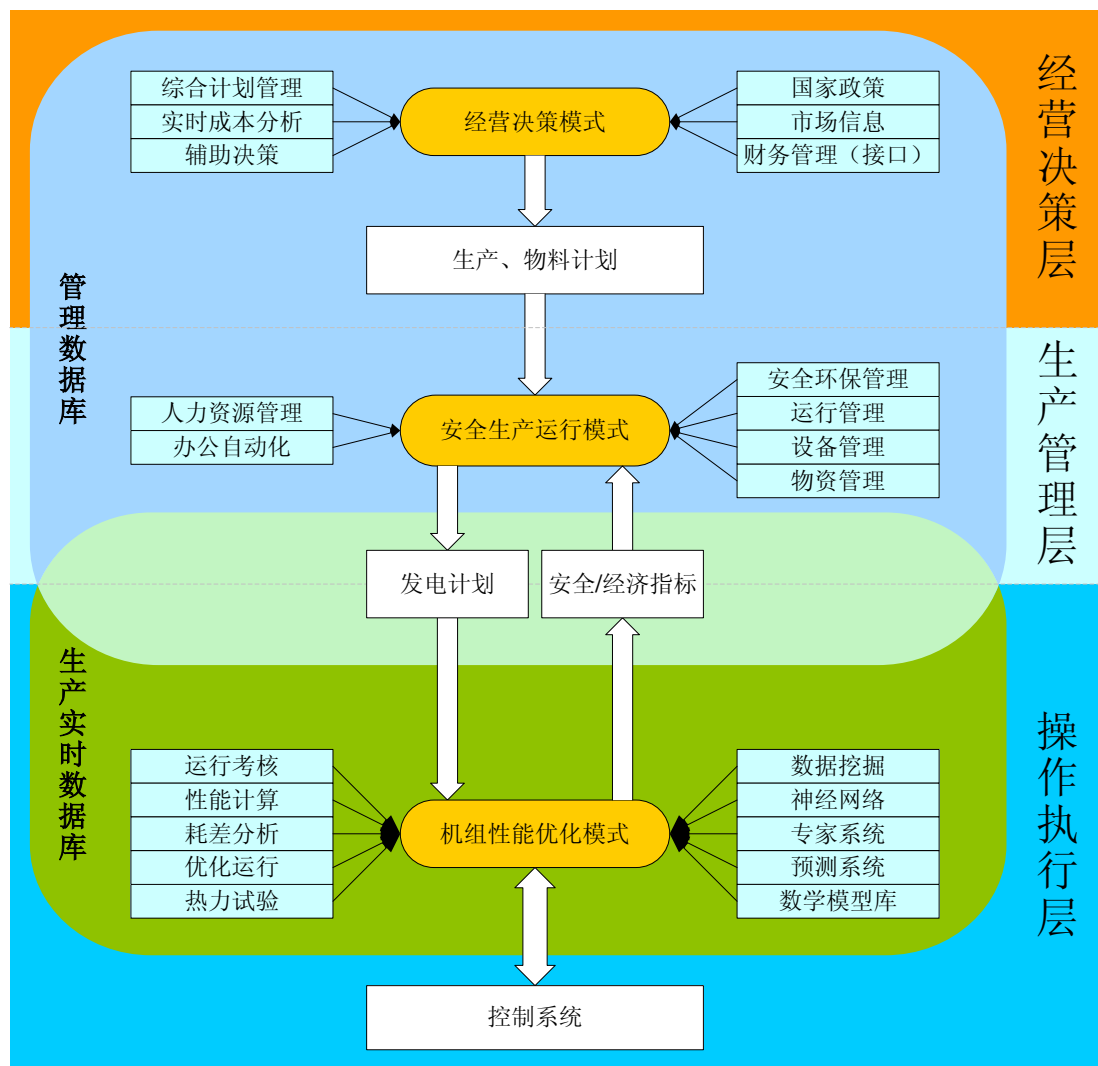 经营决策层
综合计划管理
实时成本分析
辅助决策
经营决策模式
国家政策
市场信息
财务管理（接口）
生产、物料计划
管理数据库
生产管理层
人力资源管理
办公自动化
安全生产运行模式
安全环保管理
运行管理
设备管理
物资管理
发电计划
安全/经济指标
生产实时数据库
操作执行层
运行考核
性能计算
耗差分析
优化运行
热力试验
机组性能优化模式
数据挖掘
神经网络
专家系统
预测系统
数学模型库
控制系统